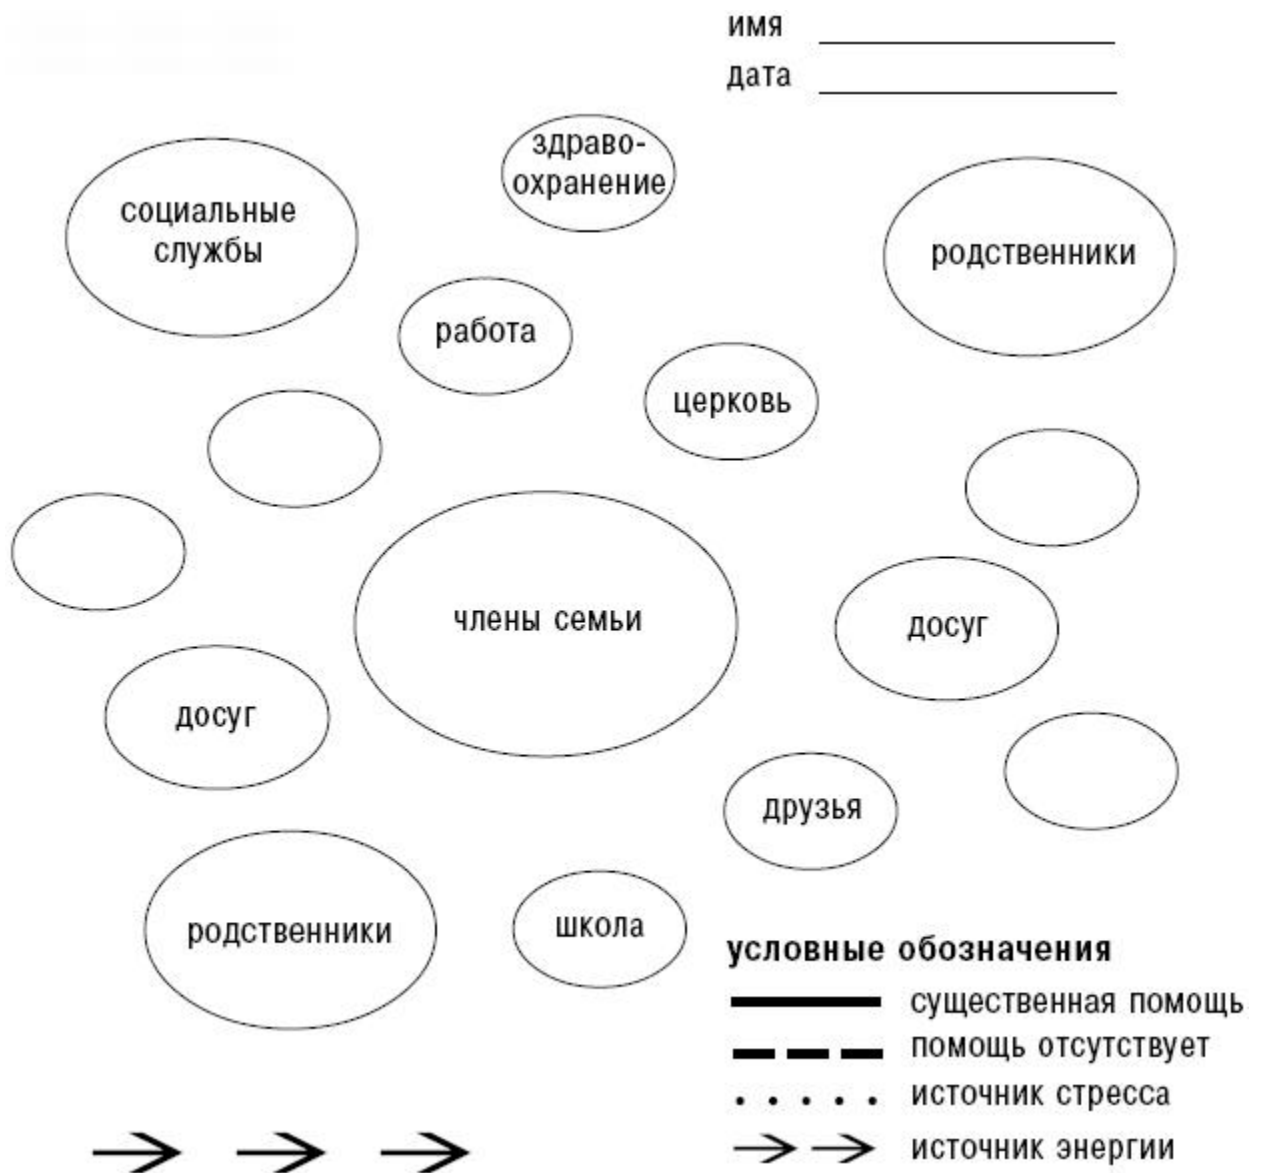 имя
дата
здраво-
охранение
социальные
службы
родственники
работа
церковь
члены семьи
досуг
досуг
друзья
родственники
школа
условные обозначения
существенная помощь
помощь отсутствует
источник стресса
источник энергии